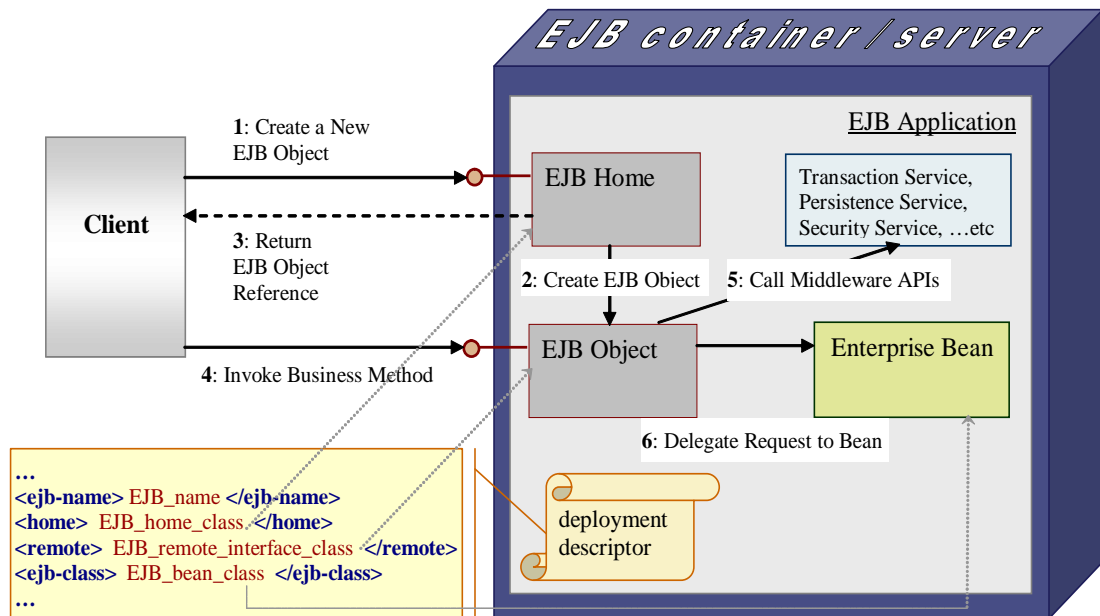 EJB container / server
EJB Application
1: Create a New
EJB Object
EJB Home
Transaction Service,
Persistence Service,
Security Service, …etc
Client
3: Return
EJB Object
Reference
2: Create EJB Object
5: Call Middleware APIs
EJB Object
Enterprise Bean
4: Invoke Business Method
6: Delegate Request to Bean
…
<ejb-name> EJB_name </ejb-name>
<home> EJB_home_class </home>
<remote> EJB_remote_interface_class </remote>
<ejb-class> EJB_bean_class </ejb-class>
…
deployment
descriptor